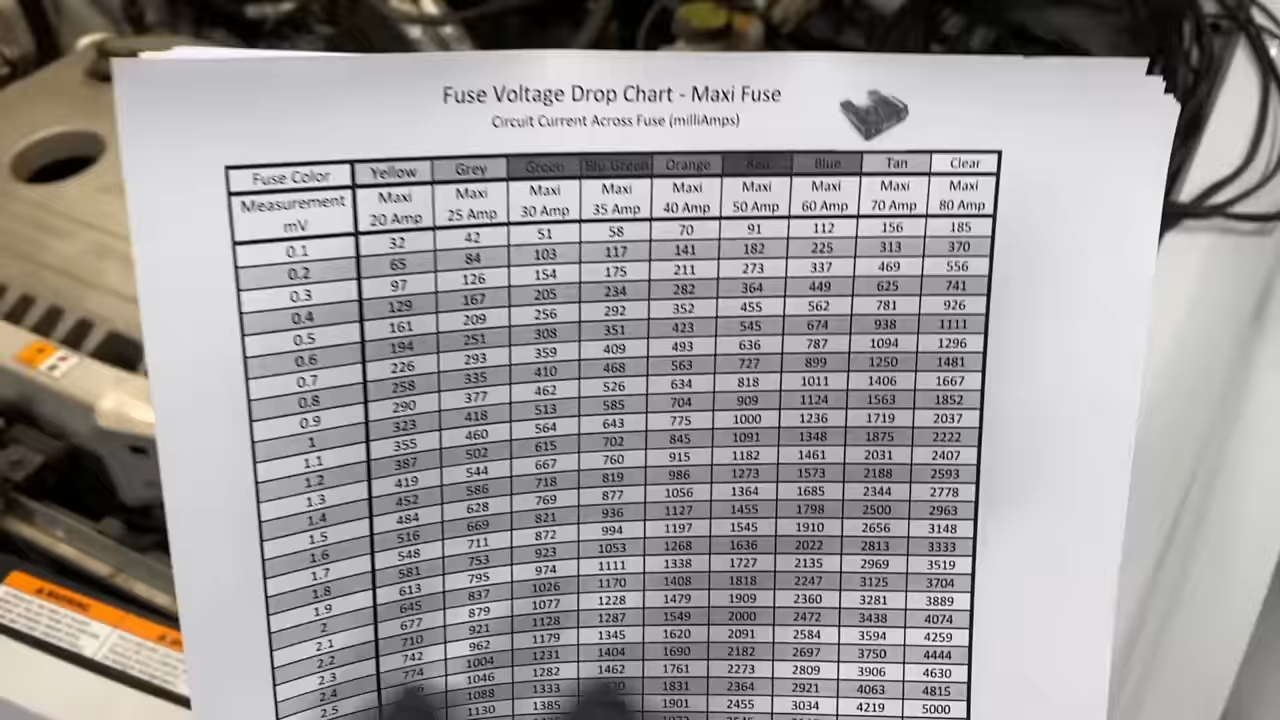 Fuse Voltage Drop Chart - Maxi Fuse
Circuit Current Across Fuse (milliAmps)
Fuse Color Yellow Grey Green Blu Green Orange Red Blue Tan Clear
Measurement mV Maxi 20 Amp Maxi 25 Amp Maxi 30 Amp Maxi 35 Amp Maxi 40 Amp Maxi 50 Amp Maxi 60 Amp Maxi 70 Amp Maxi 80 Amp
0.1 32 42 51 58 70 91 112 156 185
0.2 65 84 103 117 141 182 225 313 370
0.3 97 126 154 175 211 273 337 469 556
0.4 129 167 205 234 282 364 449 625 741
0.5 161 209 256 292 352 455 562 781 926
0.6 194 251 308 351 423 545 674 938 1111
0.7 226 293 359 409 493 636 787 1094 1296
0.8 258 335 410 468 563 727 899 1250 1481
0.9 290 377 462 526 634 818 1011 1406 1667
1 323 418 513 585 704 909 1124 1563 1852
1.1 355 460 564 643 775 1000 1236 1719 2037
1.2 387 502 615 702 845 1091 1348 1875 2222
1.3 419 544 667 760 915 1182 1461 2031 2407
1.4 452 586 718 819 986 1273 1573 2188 2593
1.5 484 628 769 877 1056 1364 1685 2344 2778
1.6 516 669 821 936 1127 1455 1798 2500 2963
1.7 548 711 872 994 1197 1545 1910 2656 3148
1.8 581 753 923 1053 1268 1636 2022 2813 3333
1.9 613 795 974 1111 1338 1727 2135 2969 3519
2 645 837 1026 1170 1408 1818 2247 3125 3704
2.1 677 879 1077 1228 1479 1909 2360 3281 3889
2.2 710 921 1128 1287 1549 2000 2472 3438 4074
2.3 742 962 1179 1345 1620 2091 2584 3594 4259
2.4 774 1004 1231 1404 1690 2182 2697 3750 4444
2.5 1046 1282 1462 1761 2273 2809 3906 4630
1088 1333 1831 2364 2921 4063 4815
1130 1385 1901 2455 3034 4219 5000
WARNING